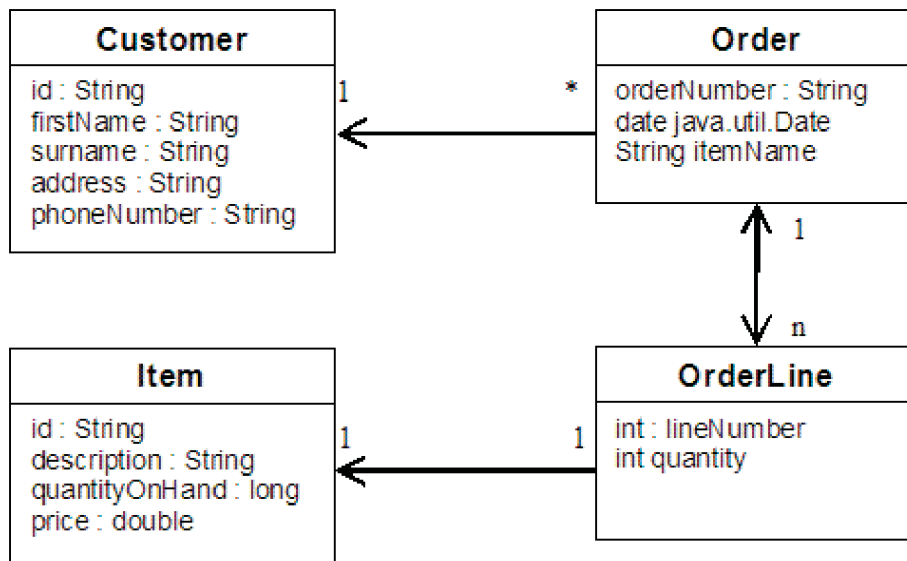 Customer
id : String
firstName : String
surname : String
address : String
phoneNumber : String
1
*
Order
orderNumber : String
date java.util.Date
String itemName
1
n
Item
id : String
description : String
quantityOnHand : long
price : double
1
1
OrderLine
int : lineNumber
int quantity